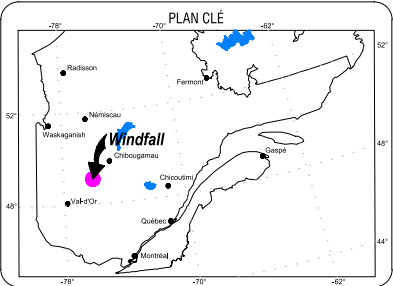 PLAN CLÉ
-78° -70° -62°
52°
Radisson
Fermont
52°
Némiscau
Waskaganish
Windfall
Chibougamau
48°
Gaspé
Chicoutimi
48°
Val-d'Or
Québec
44°
Montréal
-78° -70° -62°